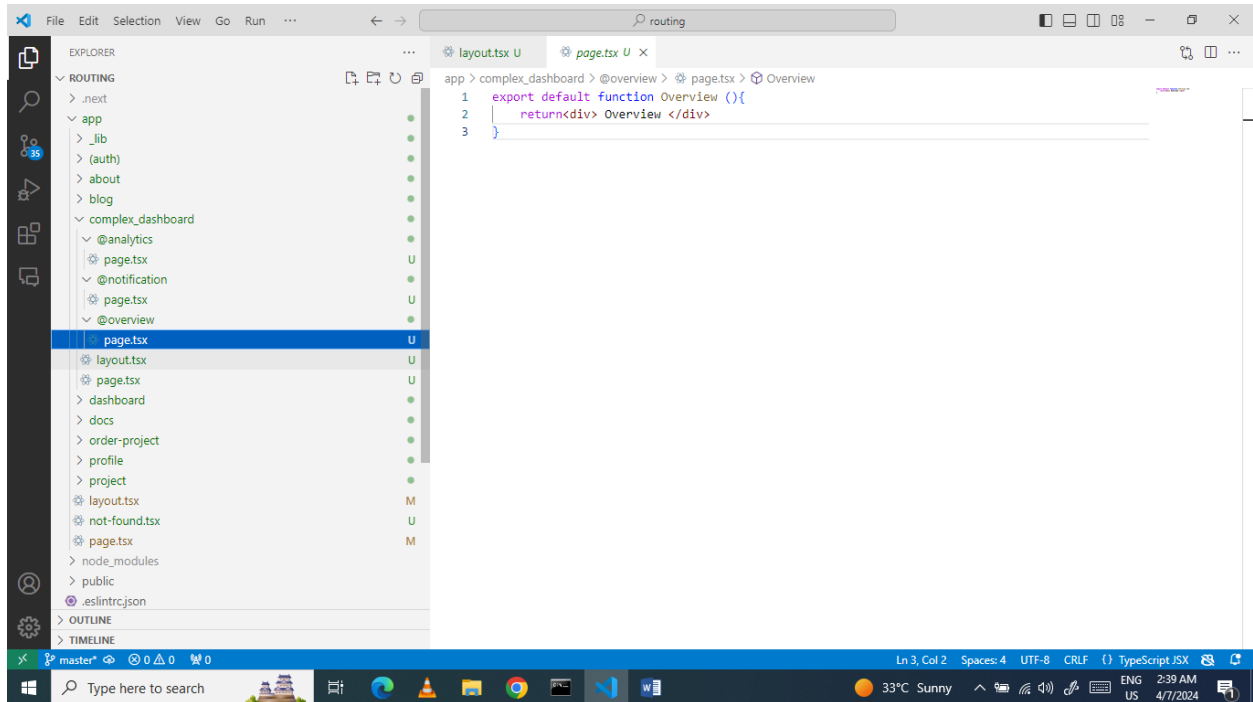 File Edit Selection View Go Run ···
routing
EXPLORER ···
ROUTING
.next
app
_lib
(auth)
about
blog
complex_dashboard
@analytics
page.tsx U
@notification
page.tsx U
@overview
page.tsx U
layout.tsx U
page.tsx U
dashboard
docs
order-project
profile
project
layout.tsx M
not-found.tsx U
page.tsx M
node_modules
public
.eslintrc.json
OUTLINE
TIMELINE
35
layout.tsx U page.tsx U
app > complex_dashboard > @overview > page.tsx > Overview
1 export default function Overview (){
2 return<div> Overview </div>
3 }
master* 0 0 0 Ln 3, Col 2 Spaces: 4 UTF-8 CRLF {} TypeScript JSX
Type here to search 33°C Sunny ENG US 2:39 AM 4/7/2024 1